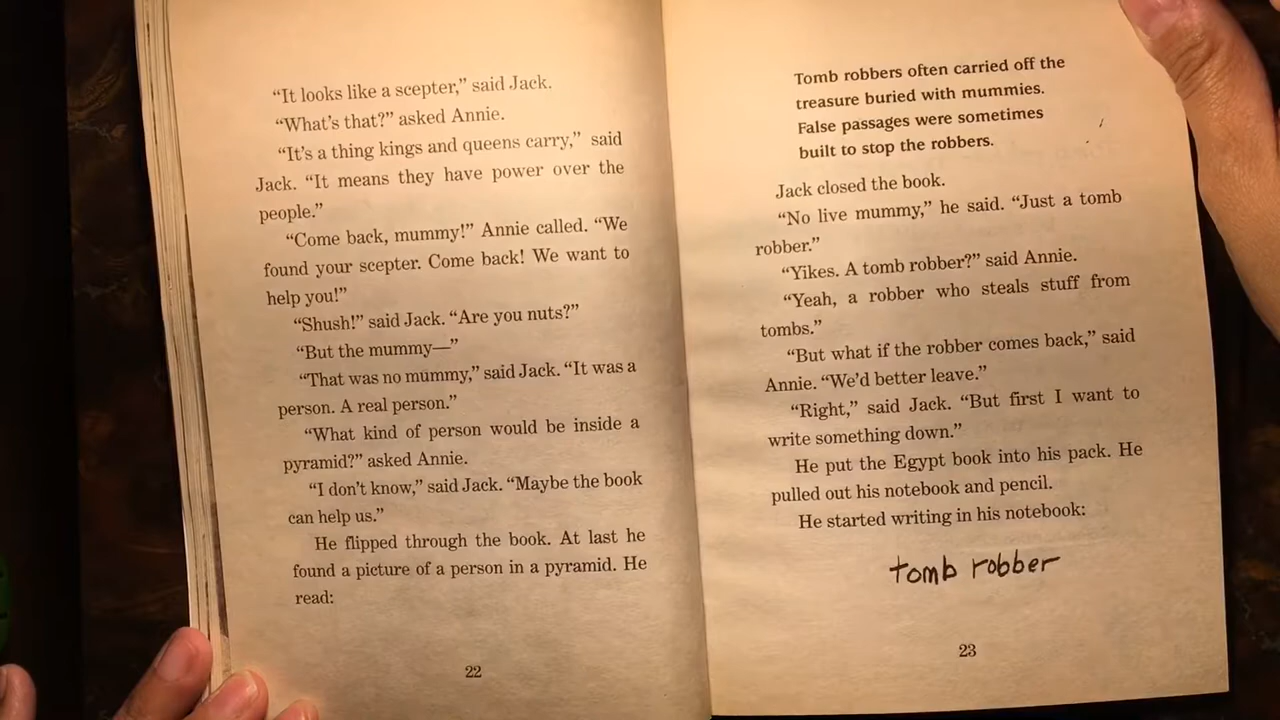 “It looks like a scepter,” said Jack.
“What’s that?” asked Annie.
“It’s a thing kings and queens carry,” said
Jack. “It means they have power over the
people.”
“Come back, mummy!” Annie called. “We
found your scepter. Come back! We want to
help you!”
“Shush!” said Jack. “Are you nuts?”
“But the mummy—”
“That was no mummy,” said Jack. “It was a
person. A real person.”
“What kind of person would be inside a
pyramid?” asked Annie.
“I don’t know,” said Jack. “Maybe the book
can help us.”
He flipped through the book. At last he
found a picture of a person in a pyramid. He
read:
22
Tomb robbers often carried off the
treasure buried with mummies.
False passages were sometimes
built to stop the robbers.
Jack closed the book.
“No live mummy,” he said. “Just a tomb
robber.”
“Yikes. A tomb robber?” said Annie.
“Yeah, a robber who steals stuff from
tombs.”
“But what if the robber comes back,” said
Annie. “We’d better leave.”
“Right,” said Jack. “But first I want to
write something down.”
He put the Egypt book into his pack. He
pulled out his notebook and pencil.
He started writing in his notebook:
tomb robber
23